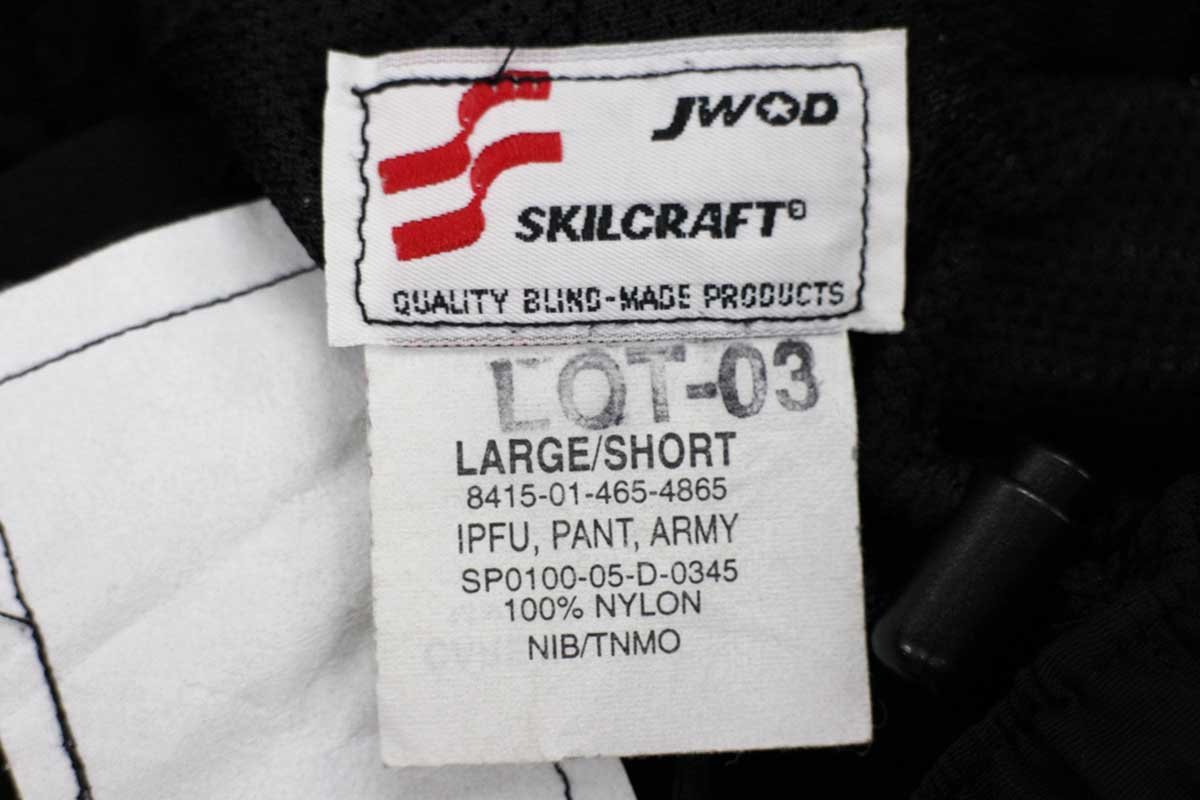 JWOD
SKILCRAFT®
QUALITY BLIND-MADE PRODUCTS
LOT-03
LARGE/SHORT
8415-01-465-4865
IPFU, PANT, ARMY
SP0100-05-D-0345
100% NYLON
NIB/TNMO